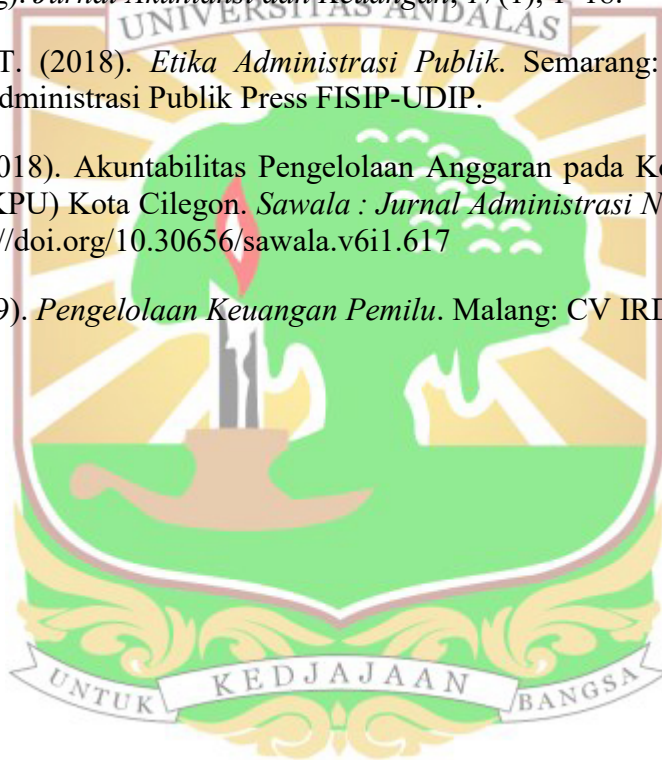 g). Jurnal Akuntansi dan Keuangan, 17(1), 1–18.
UNIVERSITAS ANDALAS
T. (2018). Etika Administrasi Publik. Semarang:
dministrasi Publik Press FISIP-UDIP.
018). Akuntabilitas Pengelolaan Anggaran pada Ko
KPU) Kota Cilegon. Sawala : Jurnal Administrasi N
//doi.org/10.30656/sawala.v6i1.617
9). Pengelolaan Keuangan Pemilu. Malang: CV IRD
UNTUK KEDJAJAAN BANGSA